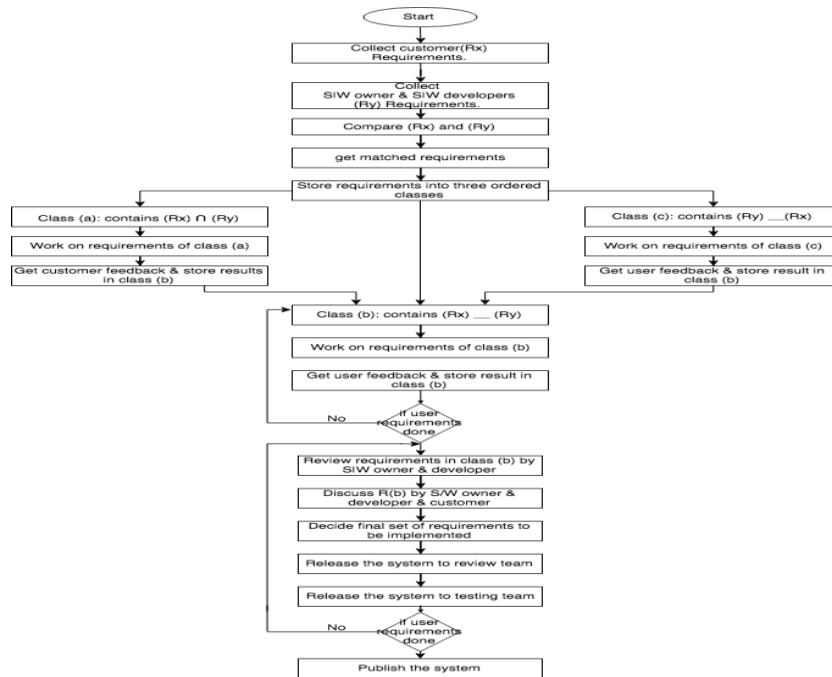 Start
Collect customer(Rx)
Requirements.
Collect
S\W owner & S\W developers
(Ry) Requirements.
Compare (Rx) and (Ry)
get matched requirements
Store requirements into three ordered
classes
Class (a): contains (Rx) ∩ (Ry)
Work on requirements of class (a)
Get customer feedback & store results
in class (b)
Class (c): contains (Ry) __(Rx)
Work on requirements of class (c)
Get user feedback & store result in
class (b)
Class (b): contains (Rx) __ (Ry)
Work on requirements of class (b)
Get user feedback & store result in
class (b)
if user
requirements
done
No
Review requirements in class (b) by
S\W owner & developer
Discuss R(b) by S/W owner &
developer & customer
Decide final set of requirements to
be implemented
Release the system to review team
Release the system to testing team
if user
requirements
done
No
Publish the system